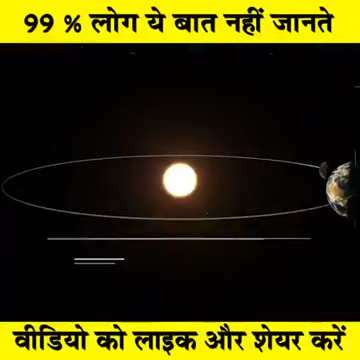 99 % लोग ये बात नहीं जानते
वीडियो को लाइक और शेयर करें